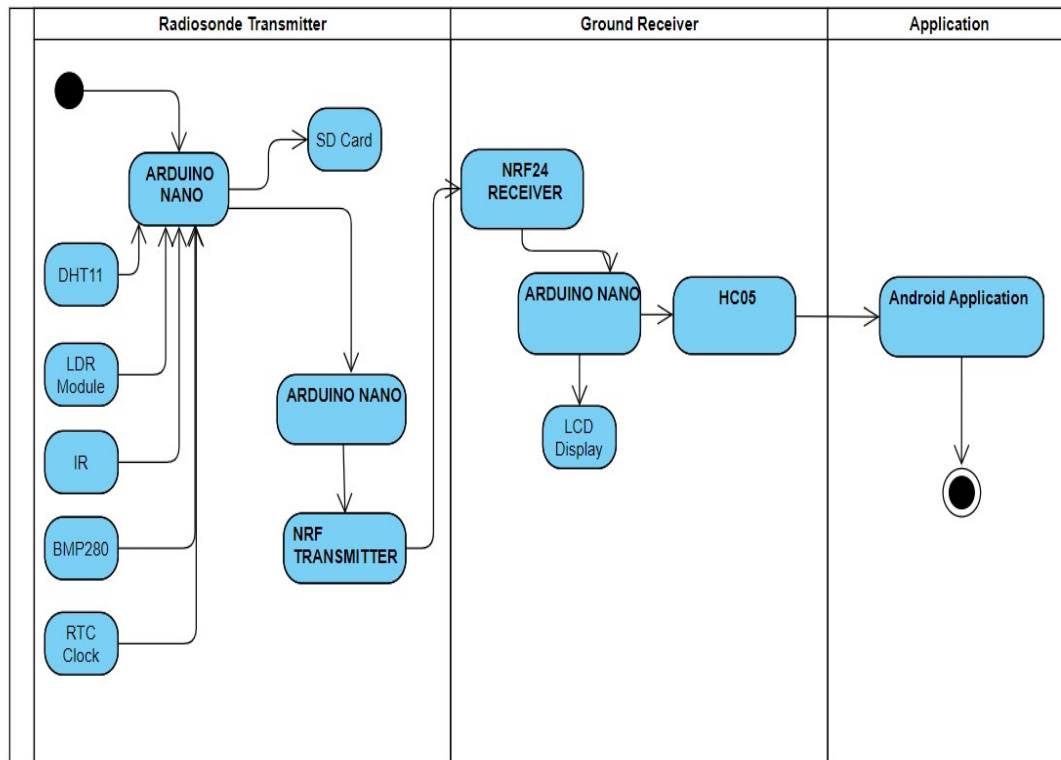 Radiosonde Transmitter
Ground Receiver
Application
SD Card
ARDUINO
NANO
NRF24
RECEIVER
DHT11
ARDUINO NANO
HC05
Android Application
LDR
Module
ARDUINO NANO
LCD
Display
IR
NRF
TRANSMITTER
BMP280
RTC
Clock